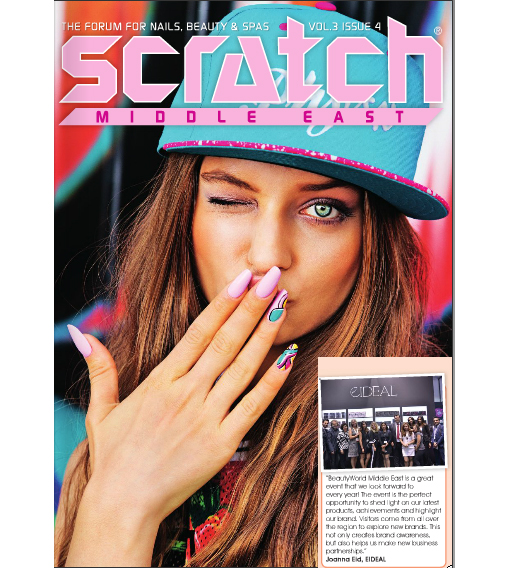 THE FORUM FOR NAILS, BEAUTY & SPAS VOL.3 ISSUE 4
scratch®
MIDDLE EAST
EIDEAL
"BeautyWorld Middle East is a great
event that we look forward to
every year! The event is the perfect
opportunity to shed light on our latest
products, achievements and highlight
our brand. Visitors come from all over
the region to explore new brands. This
not only creates brand awareness,
but also helps us make new business
partnerships."
Joanna Eid, EIDEAL